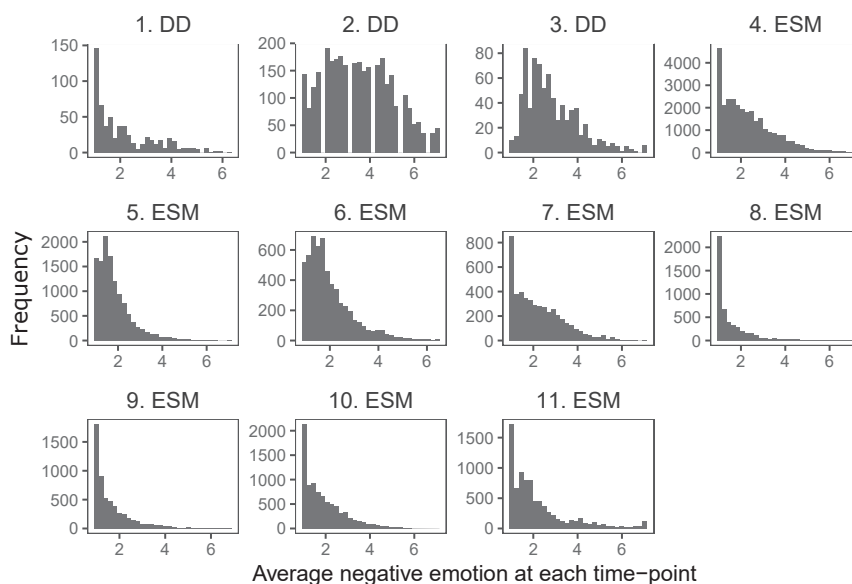 1. DD 2. DD 3. DD 4. ESM
150 200 80 4000
100 150 60 3000
50 100 40 2000
0 50 20 1000
0 0 0
2 4 6 2 4 6 2 4 6 2 4 6
5. ESM 6. ESM 7. ESM 8. ESM
2000 600 800 2000
1500 400 600 1500
1000 200 400 1000
500 0 200 500
0 0 0
2 4 6 2 4 6 2 4 6 2 4 6
Frequency
9. ESM 10. ESM 11. ESM
1500 2000 1500
1000 1500 1000
500 1000 500
0 500 0
0
2 4 6 2 4 6 2 4 6
Average negative emotion at each time−point